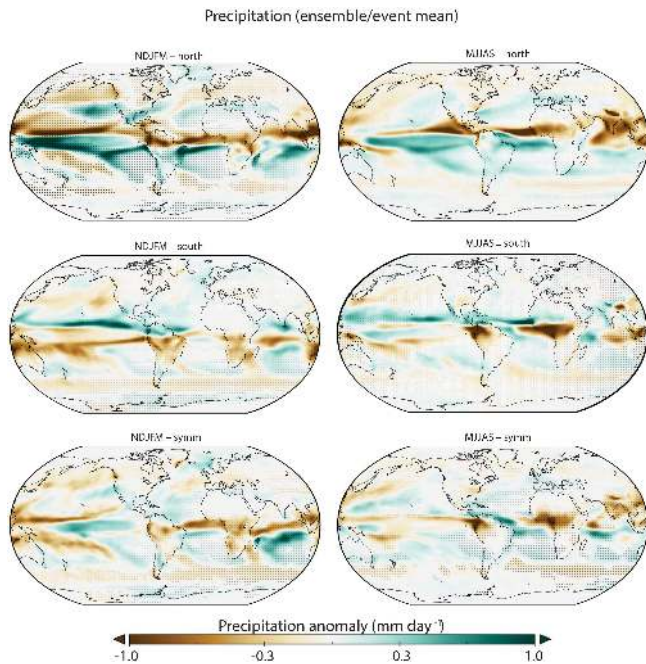 Precipitation (ensemble/event mean)
NDJFM – north
MJJAS – north
NDJFM – south
MJJAS – south
NDJFM – symm
MJJAS – symm
Precipitation anomaly (mm day⁻¹)
-1.0 -0.3 0.3 1.0